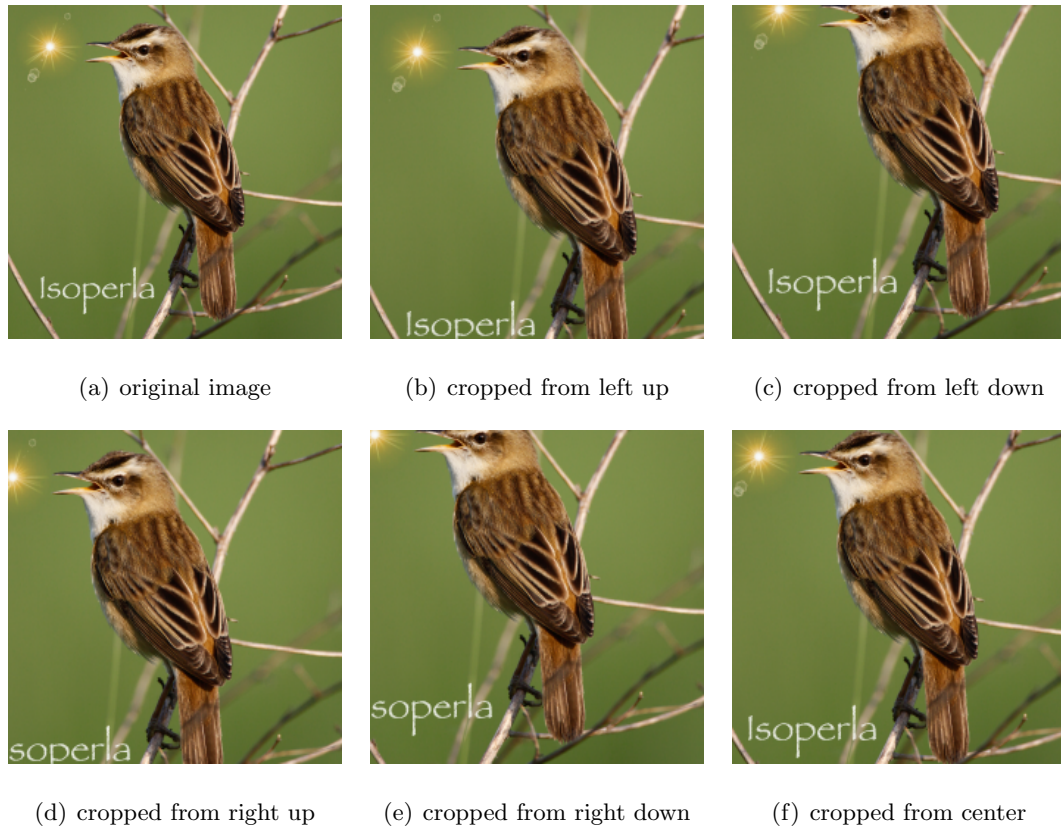 Isoperla
Isoperla
Isoperla
(a) original image
(b) cropped from left up
(c) cropped from left down
soperla
soperla
Isoperla
(d) cropped from right up
(e) cropped from right down
(f) cropped from center